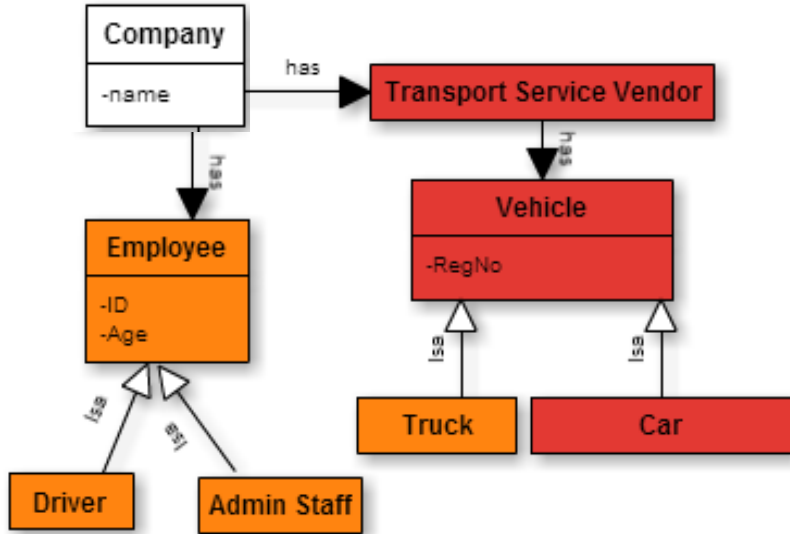 Company
-name
has
Transport Service Vendor
has
has
Employee
-ID
-Age
Vehicle
-RegNo
Isa
Isa
Isa
Isa
Truck
Car
Driver
Admin Staff